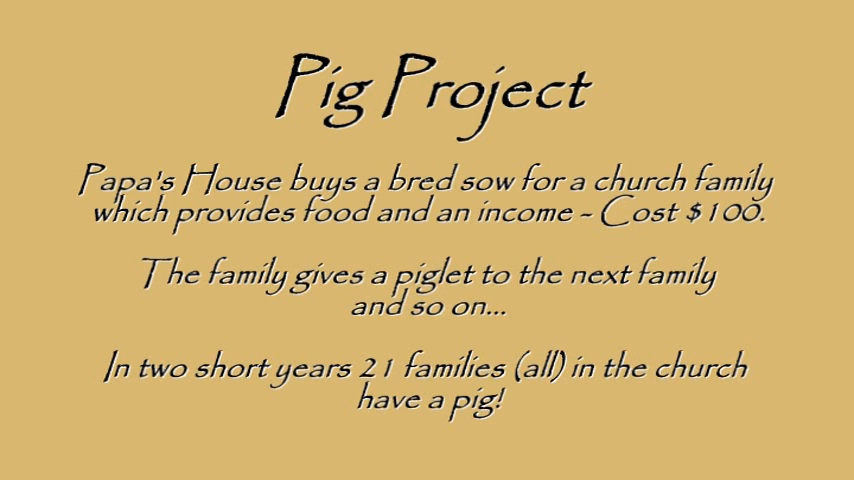 Pig Project
Papa's House buys a bred sow for a church family
which provides food and an income - Cost $100.
The family gives a piglet to the next family
and so on...
In two short years 21 families (all) in the church
have a pig!